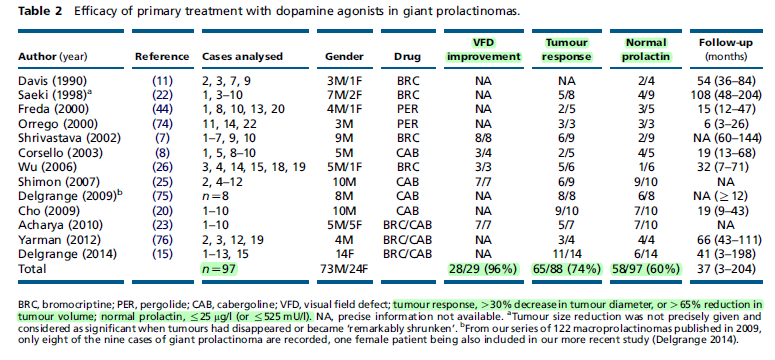 Table 2 Efficacy of primary treatment with dopamine agonists in giant prolactinomas.
VFD Tumour Normal Follow-up
Author (year) Reference Cases analysed Gender Drug improvement response prolactin (months)
Davis (1990) (11) 2, 3, 7, 9 3M/1F BRC NA NA 2/4 54 (36–84)
Saeki (1998)a (22) 1, 3–10 7M/2F BRC NA 5/8 4/9 108 (48–204)
Freda (2000) (44) 1, 8, 10, 13, 20 4M/1F PER NA 2/5 3/5 15 (12–47)
Orrego (2000) (74) 11, 14, 22 3M PER NA 3/3 3/3 6 (3–26)
Shrivastava (2002) (7) 1–7, 9, 10 9M BRC 8/8 6/9 2/9 NA (60–144)
Corsello (2003) (8) 1, 5, 8–10 5M CAB 3/4 2/5 4/5 19 (13–68)
Wu (2006) (26) 3, 4, 14, 15, 18, 19 5M/1F BRC 3/3 5/6 1/6 32 (7–71)
Shimon (2007) (25) 2, 4–12 10M CAB 7/7 6/9 9/10 NA
Delgrange (2009)b (75) n=8 8M CAB NA 8/8 6/8 NA (≥12)
Cho (2009) (20) 1–10 10M CAB NA 9/10 7/10 19 (9–43)
Acharya (2010) (23) 1–10 5M/5F BRC/CAB 7/7 5/7 7/10 NA
Yarman (2012) (76) 2, 3, 12, 19 4M BRC/CAB NA 3/4 4/4 66 (43–111)
Delgrange (2014) (15) 1–13, 15 14F BRC/CAB NA 11/14 6/14 41 (3–198)
Total n=97 73M/24F 28/29 (96%) 65/88 (74%) 58/97 (60%) 37 (3–204)
BRC, bromocriptine; PER, pergolide; CAB, cabergoline; VFD, visual field defect; tumour response, >30% decrease in tumour diameter, or >65% reduction in
tumour volume; normal prolactin, ≤25 μg/l (or ≤525 mU/l). NA, precise information not available. aTumour size reduction was not precisely given and
considered as significant when tumours had disappeared or became ‘remarkably shrunken’. bFrom our series of 122 macroprolactinomas published in 2009,
only eight of the nine cases of giant prolactinoma are recorded, one female patient being also included in our more recent study (Delgrange 2014).